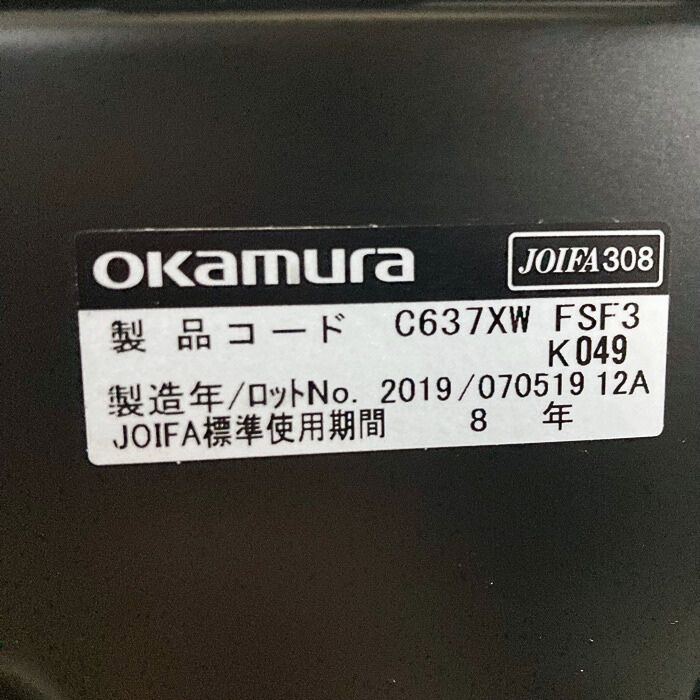 okamura JOIFA308
製品コード C637XW FSF3
K049
製造年/ロットNo. 2019/070519 12A
JOIFA標準使用期間 8 年